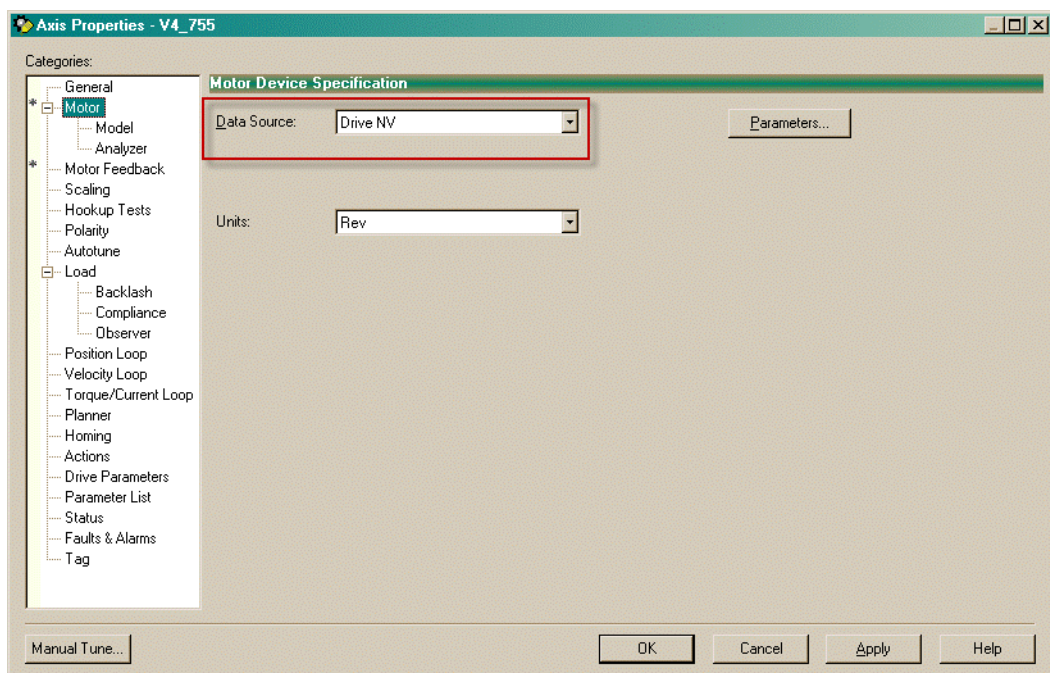 Axis Properties - V4_755
Categories:
General
* Motor
Model
Analyzer
* Motor Feedback
Scaling
Hookup Tests
Polarity
Autotune
Load
Backlash
Compliance
Observer
Position Loop
Velocity Loop
Torque/Current Loop
Planner
Homing
Actions
Drive Parameters
Parameter List
Status
Faults & Alarms
Tag
Motor Device Specification
Data Source: Drive NV
Parameters...
Units: Rev
Manual Tune...
OK
Cancel
Apply
Help